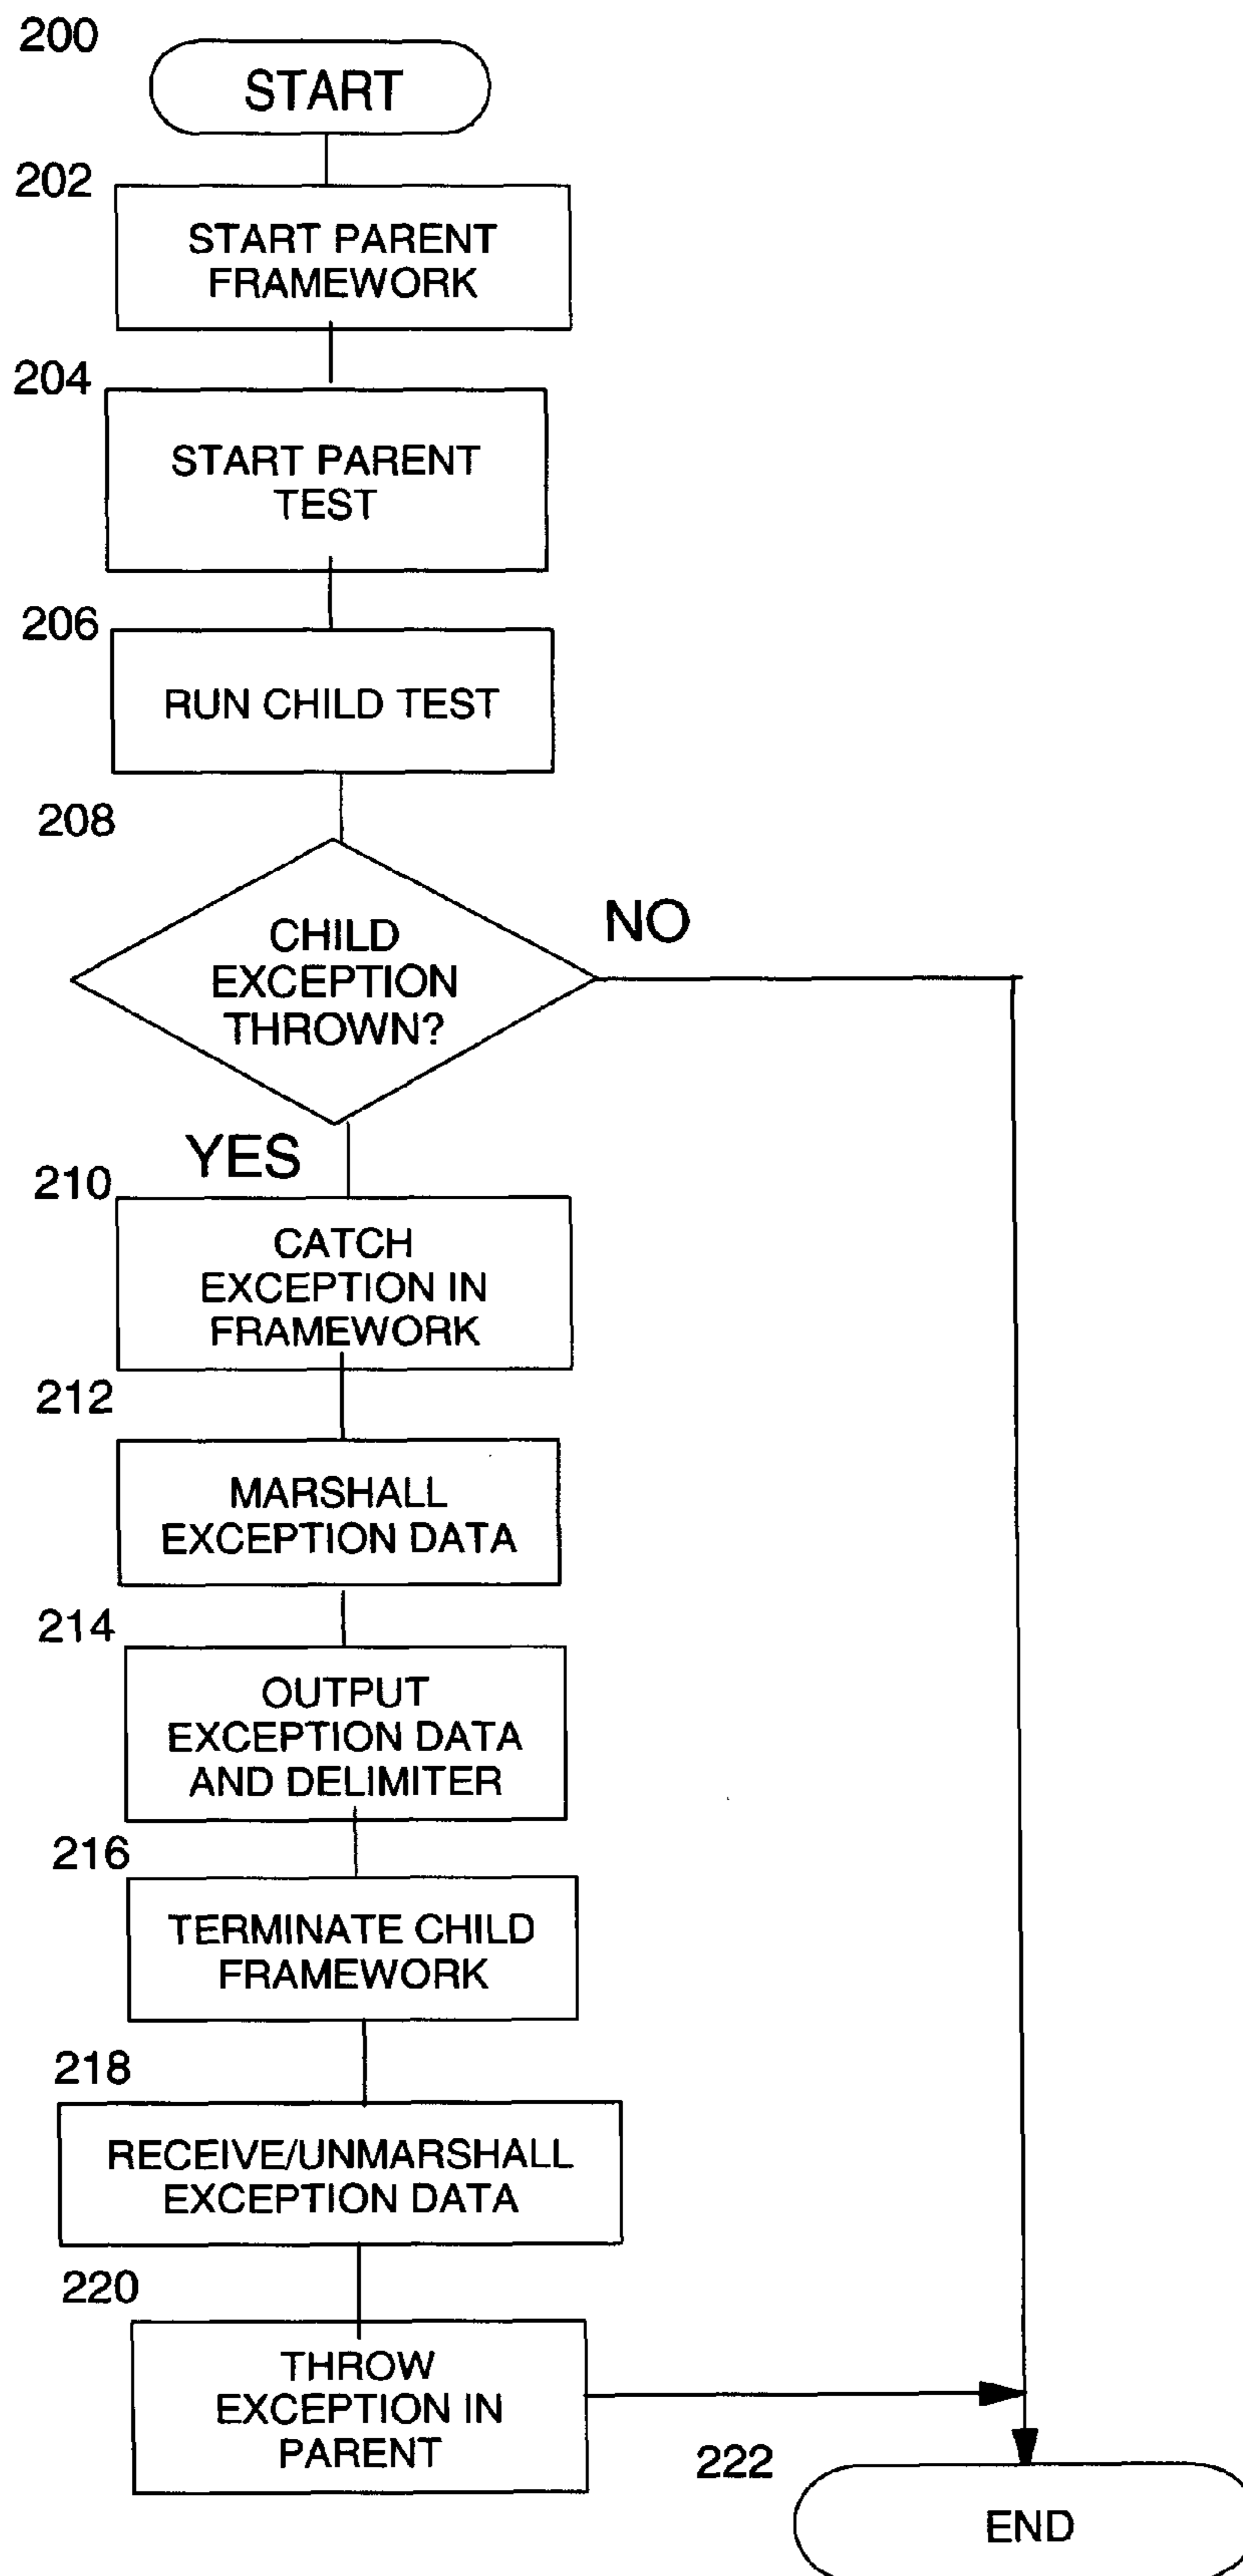 200
START
202
START PARENT
FRAMEWORK
204
START PARENT
TEST
206
RUN CHILD TEST
208
CHILD
EXCEPTION
THROWN?
NO
YES
210
CATCH
EXCEPTION IN
FRAMEWORK
212
MARSHALL
EXCEPTION DATA
214
OUTPUT
EXCEPTION DATA
AND DELIMITER
216
TERMINATE CHILD
FRAMEWORK
218
RECEIVE/UNMARSHALL
EXCEPTION DATA
220
THROW
EXCEPTION IN
PARENT
222
END